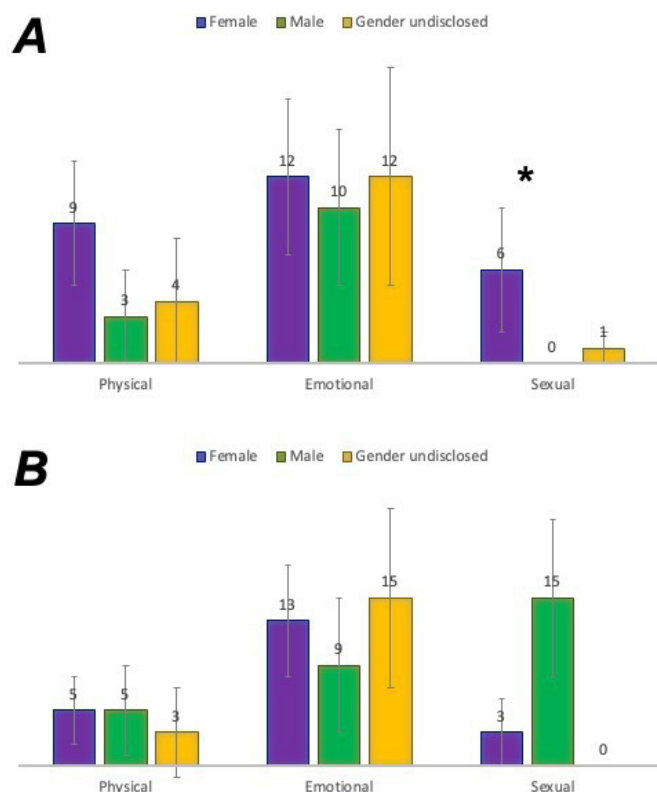 A
Female Male Gender undisclosed
9 3 4 12 10 12 6 0 1
*
Physical Emotional Sexual
B
Female Male Gender undisclosed
5 5 3 13 9 15 3 15 0
Physical Emotional Sexual